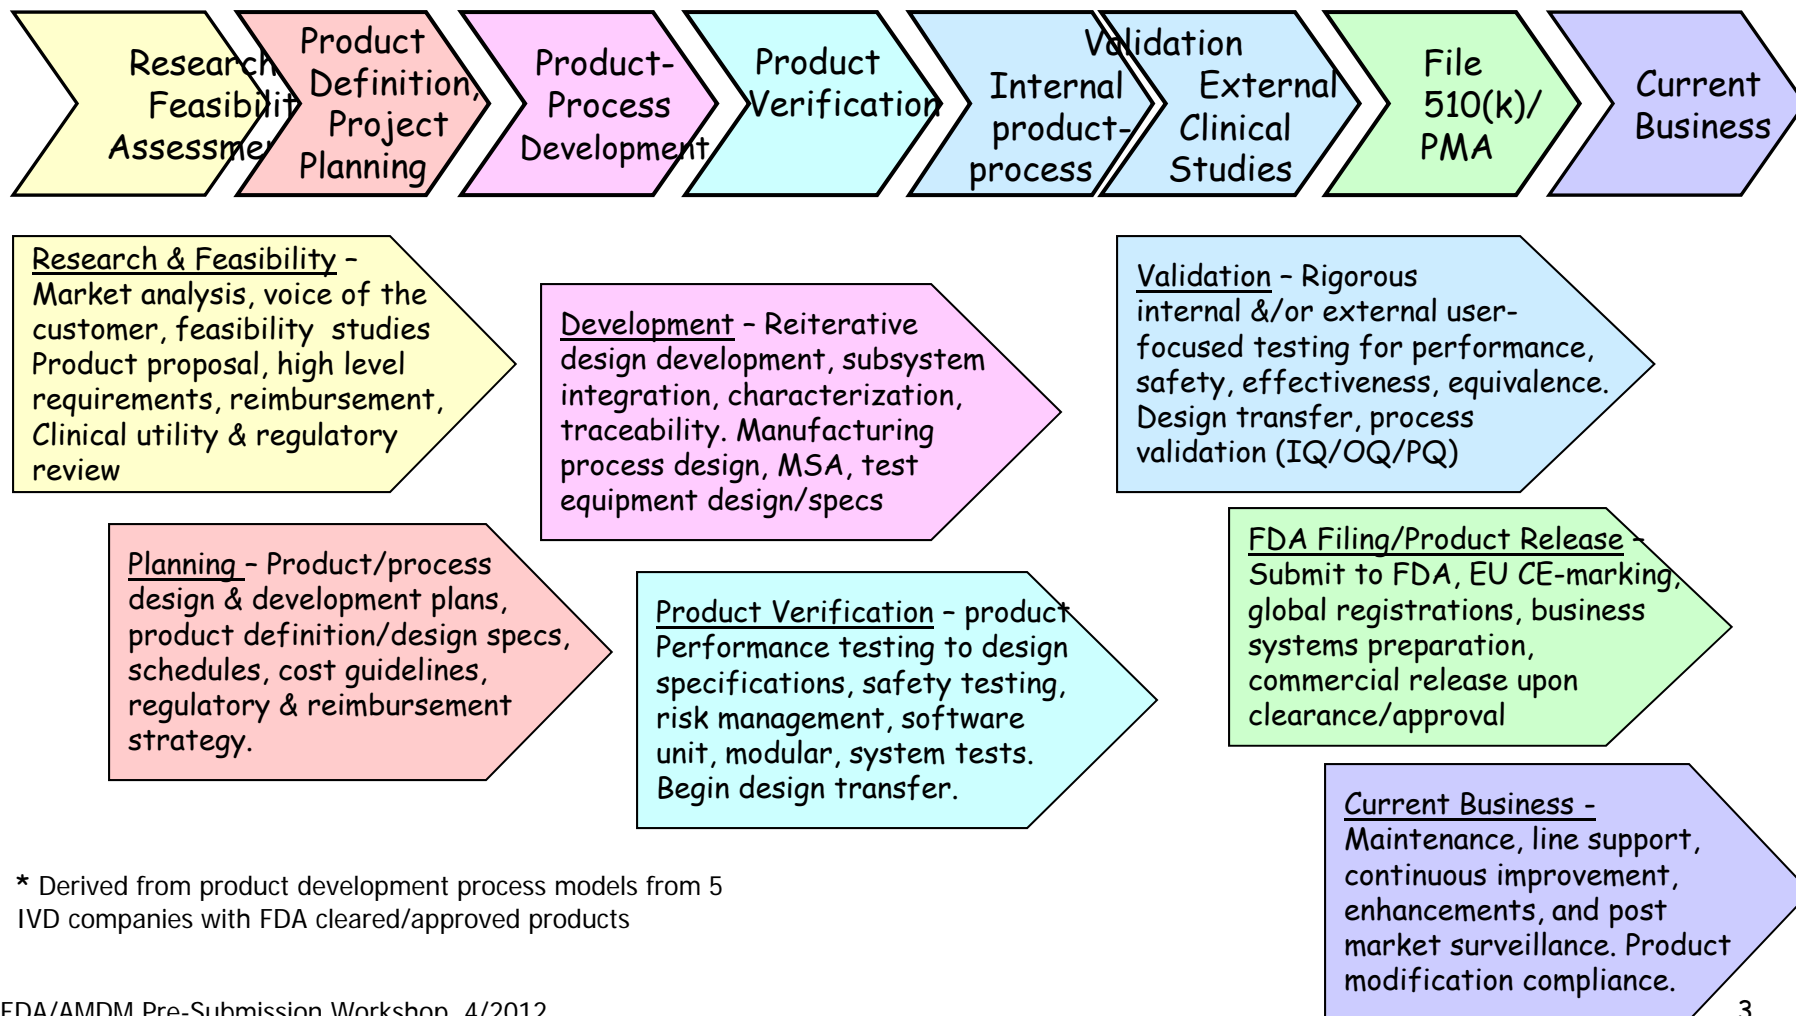 Research
Feasibilit
Assessmen
Product
Definition,
Project
Planning
Product-
Process
Development
Product
Verification
Validation
Internal
product-
process
External
Clinical
Studies
File
510(k)/
PMA
Current
Business
Research & Feasibility –
Market analysis, voice of the
customer, feasibility studies
Product proposal, high level
requirements, reimbursement,
Clinical utility & regulatory
review
Planning – Product/process
design & development plans,
product definition/design specs,
schedules, cost guidelines,
regulatory & reimbursement
strategy.
Development – Reiterative
design development, subsystem
integration, characterization,
traceability. Manufacturing
process design, MSA, test
equipment design/specs
Product Verification – product
Performance testing to design
specifications, safety testing,
risk management, software
unit, modular, system tests.
Begin design transfer.
Validation – Rigorous
internal &/or external user-
focused testing for performance,
safety, effectiveness, equivalence.
Design transfer, process
validation (IQ/OQ/PQ)
FDA Filing/Product Release –
Submit to FDA, EU CE-marking,
global registrations, business
systems preparation,
commercial release upon
clearance/approval
Current Business -
Maintenance, line support,
continuous improvement,
enhancements, and post
market surveillance. Product
modification compliance.
* Derived from product development process models from 5
IVD companies with FDA cleared/approved products
FDA/AMDM Pre-Submission Workshop 4/2012
3